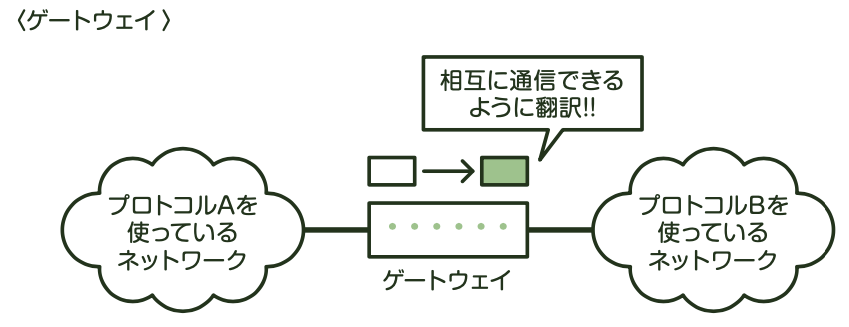 〈ゲートウェイ〉
相互に通信できる
ように翻訳!!
プロトコルAを
使っている
ネットワーク
ゲートウェイ
プロトコルBを
使っている
ネットワーク